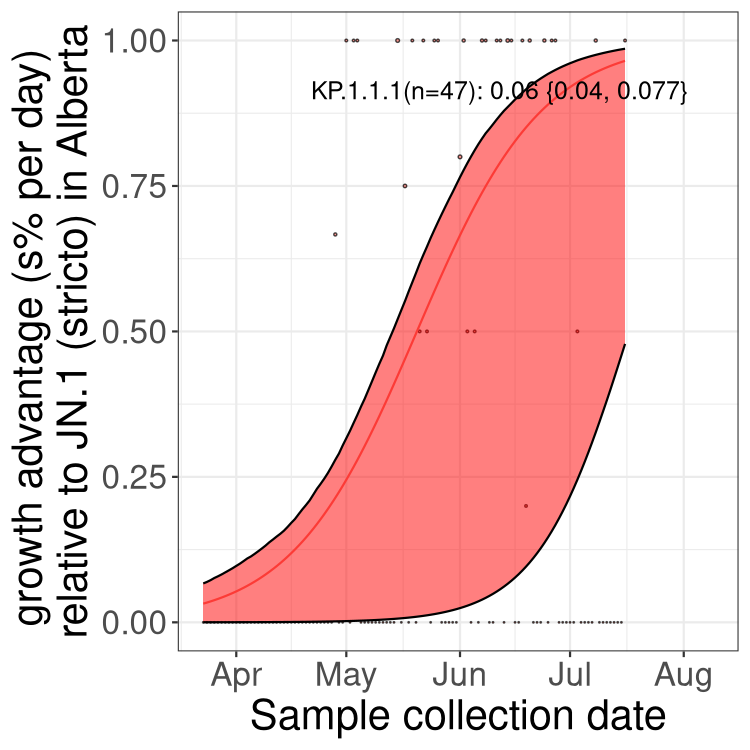 growth advantage (s% per day)
relative to JN.1 (stricto) in Alberta
1.00
0.75
0.50
0.25
0.00
KP.1.1.1(n=47): 0.06 {0.04, 0.077}
Apr May Jun Jul Aug
Sample collection date